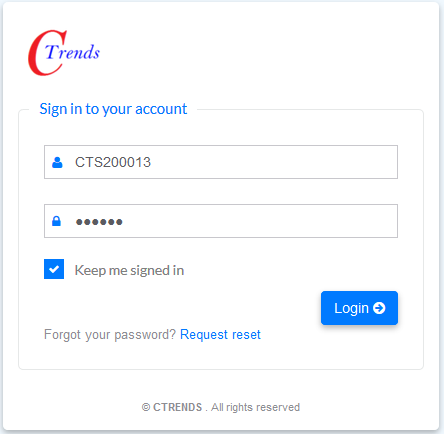 C Trends
Sign in to your account
CTS200013
••••••
Keep me signed in
Login
Forgot your password? Request reset
© CTRENDS . All rights reserved